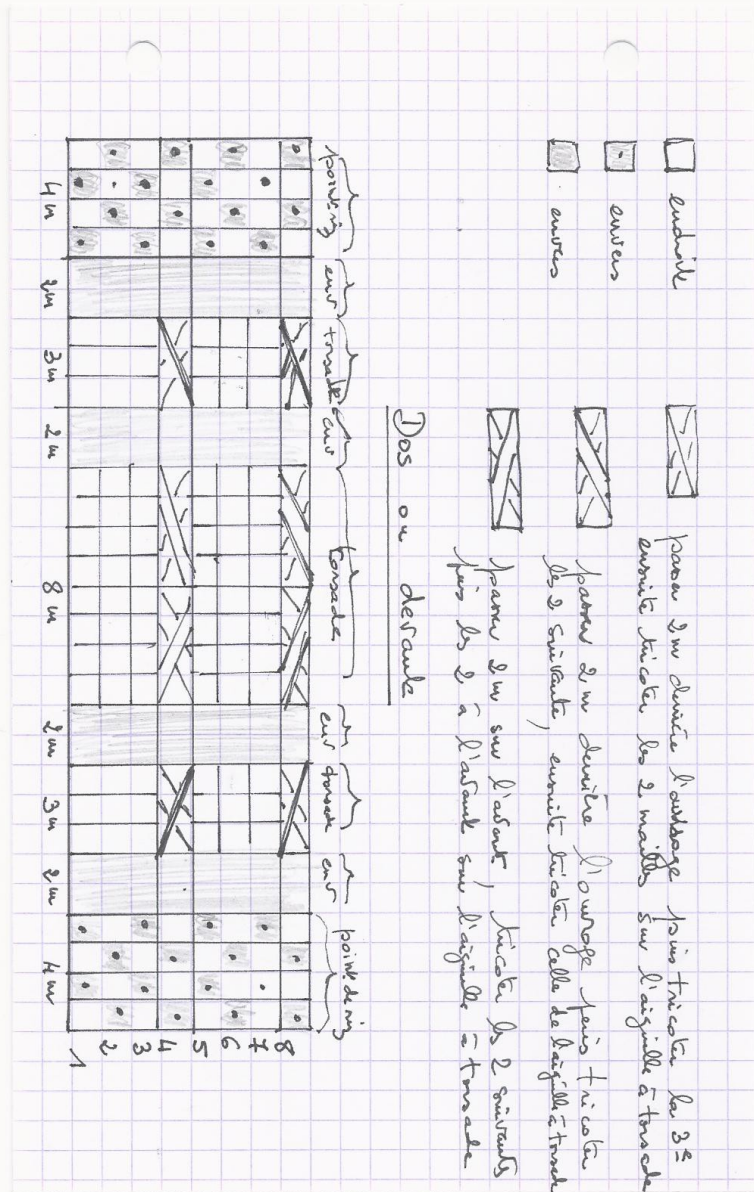 endroite
envers
envers
passer 2m derrière l'ouvrage puis tricoter la 3e
ensuite tricoter les 2 mailles sur l'aiguille à torsade
passer 2m derrière l'ouvrage puis tricoter
les 2 suivante, ensuite tricoter celle de l'aiguille à torsade
passer 2m sur l'avant, tricoter les 2 suivants
puis les 2 à l'avant sur l'aiguille à torsade
Dos ou devant
point riz
env
torsade
env
torsade
env
torsade
env
point de riz
4m
2m
3m
2m
8m
2m
3m
2m
4m
8
7
6
5
4
3
2
1